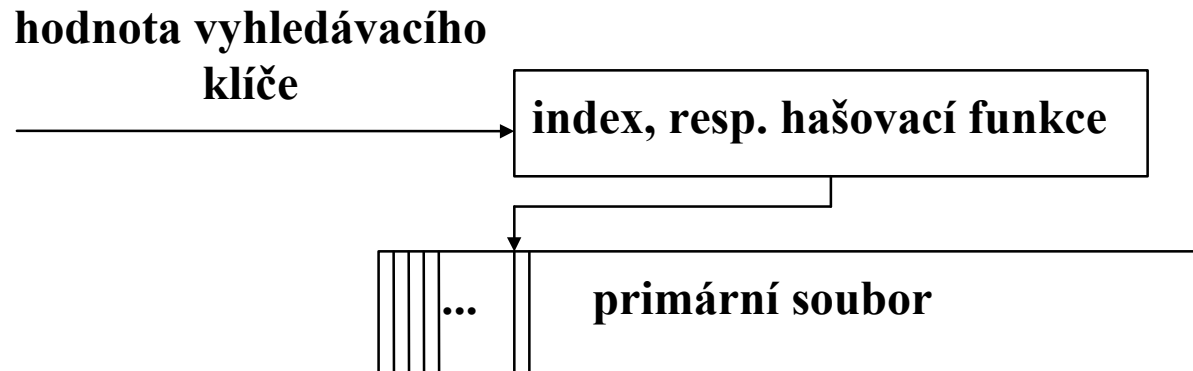 hodnota vyhledávacího
klíče
index, resp. hašovací funkce
... primární soubor